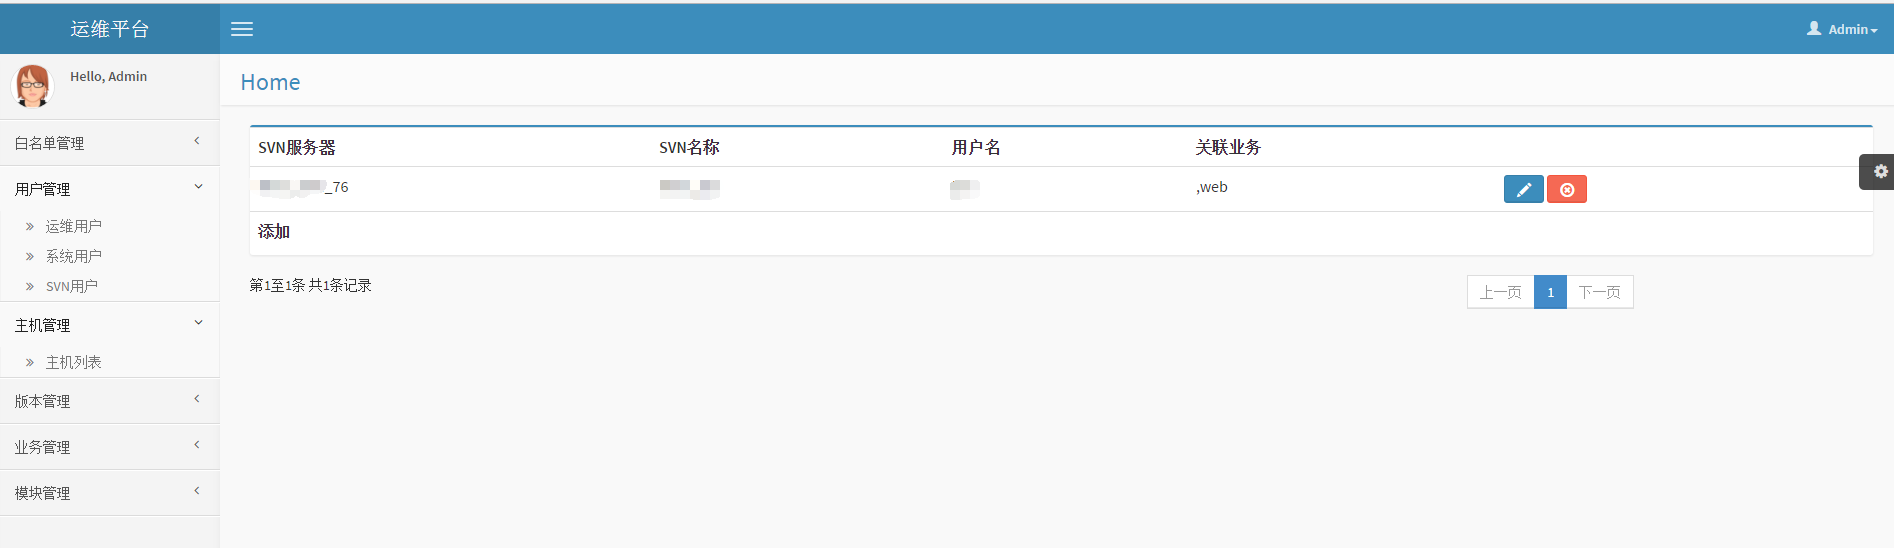 运维平台
Admin
Hello, Admin
Home
白名单管理
用户管理
运维用户
系统用户
SVN用户
主机管理
主机列表
版本管理
业务管理
模块管理
SVN服务器 SVN名称 用户名 关联业务
_76 ,web
添加
第1至1条 共1条记录
上一页 1 下一页